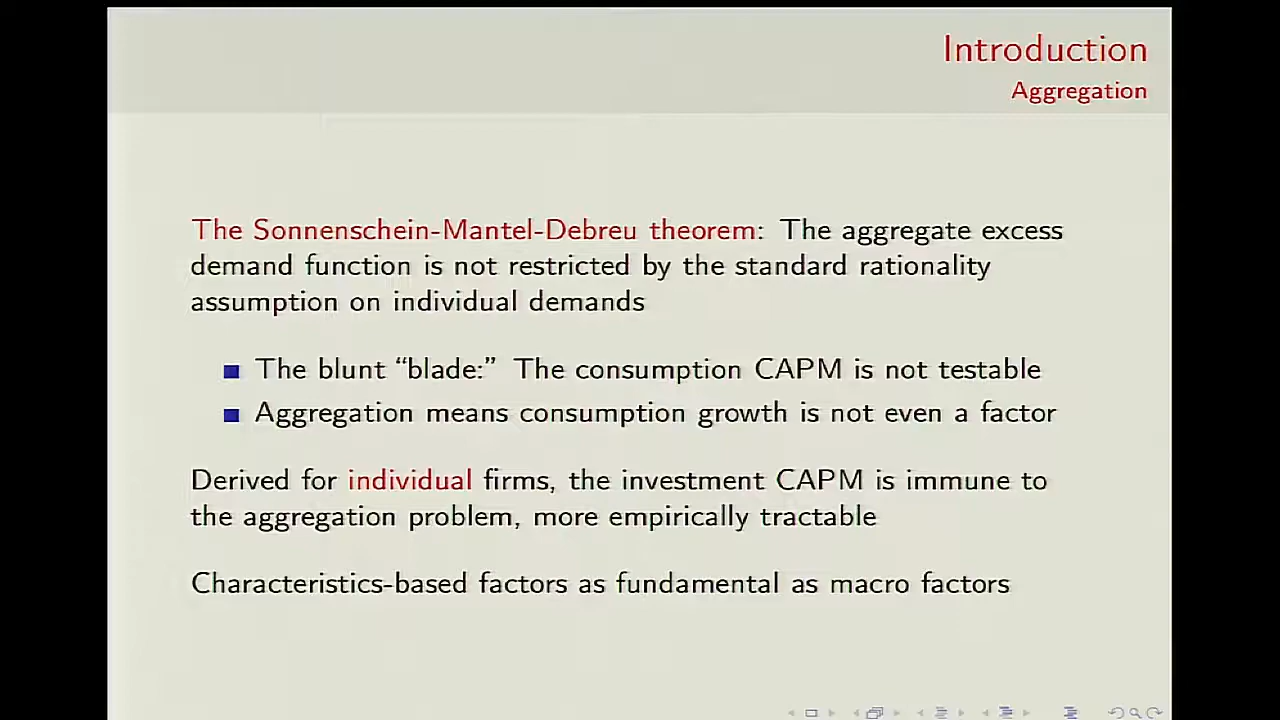 Introduction
Aggregation
The Sonnenschein-Mantel-Debreu theorem: The aggregate excess
demand function is not restricted by the standard rationality
assumption on individual demands
The blunt “blade:” The consumption CAPM is not testable
Aggregation means consumption growth is not even a factor
Derived for individual firms, the investment CAPM is immune to
the aggregation problem, more empirically tractable
Characteristics-based factors as fundamental as macro factors